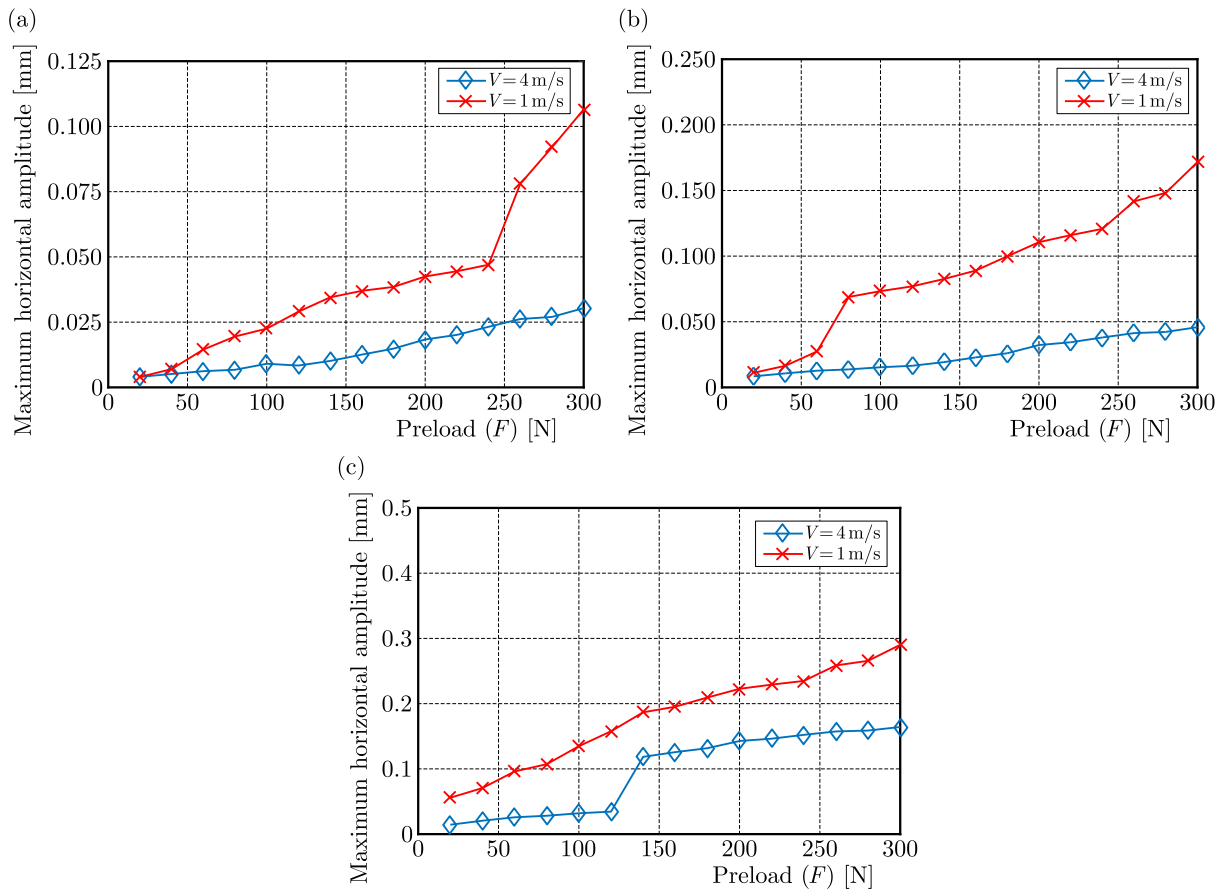 (a)
Maximum horizontal amplitude [mm]
0.125
0.100
0.075
0.050
0.025
0
V = 4 m/s
V = 1 m/s
0 50 100 150 200 250 300
Preload (F) [N]
(b)
Maximum horizontal amplitude [mm]
0.250
0.200
0.150
0.100
0.050
0
V = 4 m/s
V = 1 m/s
0 50 100 150 200 250 300
Preload (F) [N]
(c)
Maximum horizontal amplitude [mm]
0.5
0.4
0.3
0.2
0.1
0
V = 4 m/s
V = 1 m/s
0 50 100 150 200 250 300
Preload (F) [N]